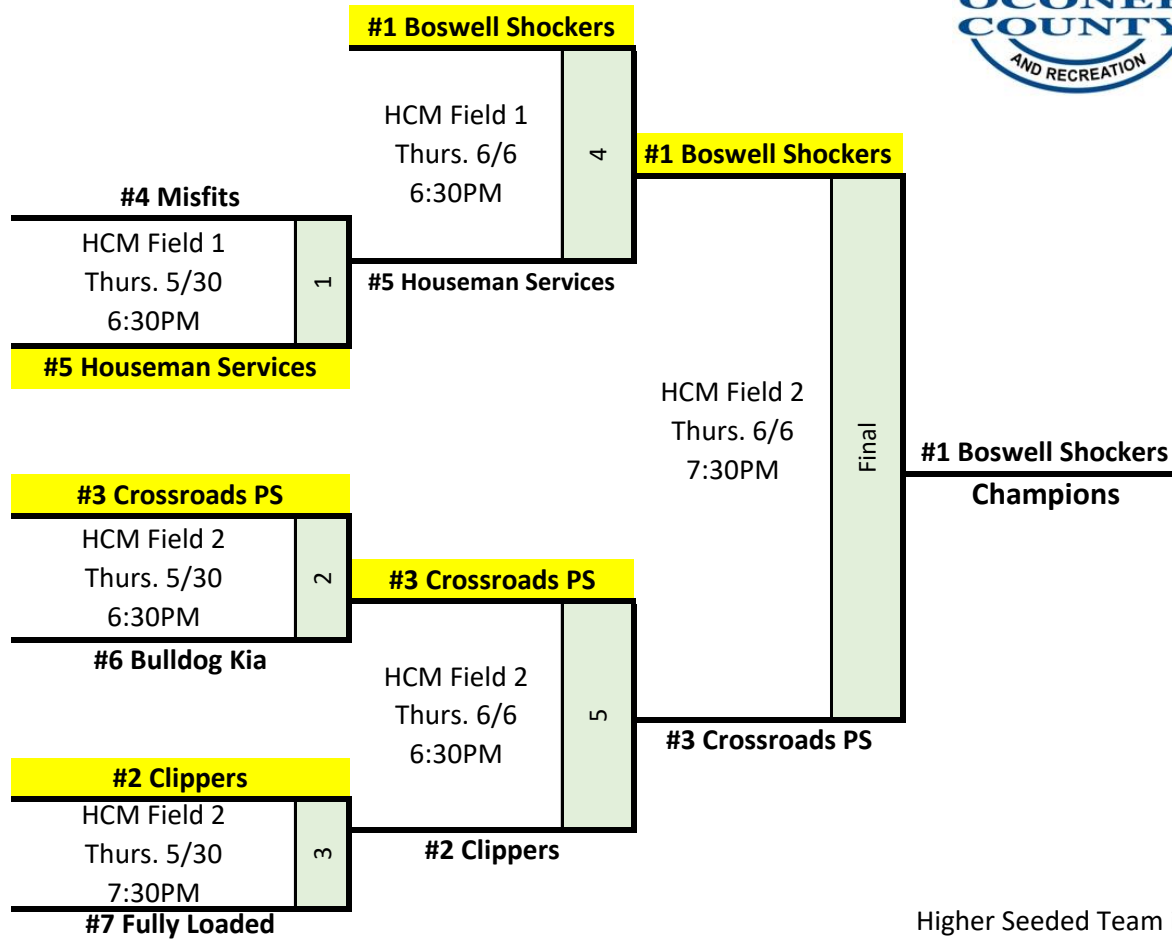 OCONEE
COUNTY
AND RECREATION
#1 Boswell Shockers
HCM Field 1
Thurs. 6/6
6:30PM
4
#1 Boswell Shockers
#4 Misfits
HCM Field 1
Thurs. 5/30
6:30PM
1
#5 Houseman Services
#5 Houseman Services
HCM Field 2
Thurs. 6/6
7:30PM
Final
#1 Boswell Shockers
Champions
#3 Crossroads PS
HCM Field 2
Thurs. 5/30
6:30PM
2
#3 Crossroads PS
#6 Bulldog Kia
HCM Field 2
Thurs. 6/6
6:30PM
5
#3 Crossroads PS
#2 Clippers
HCM Field 2
Thurs. 5/30
7:30PM
3
#2 Clippers
#7 Fully Loaded
Higher Seeded Team